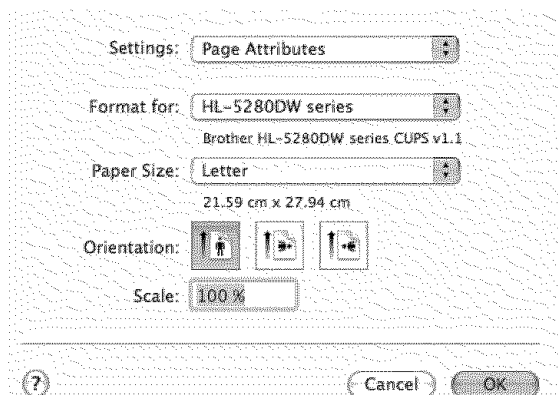 Settings: Page Attributes
Format for: HL-5280DW series
Brother HL-5280DW series CUPS v1.1
Paper Size: Letter
21.59 cm x 27.94 cm
Orientation:
Scale: 100 %
? Cancel OK